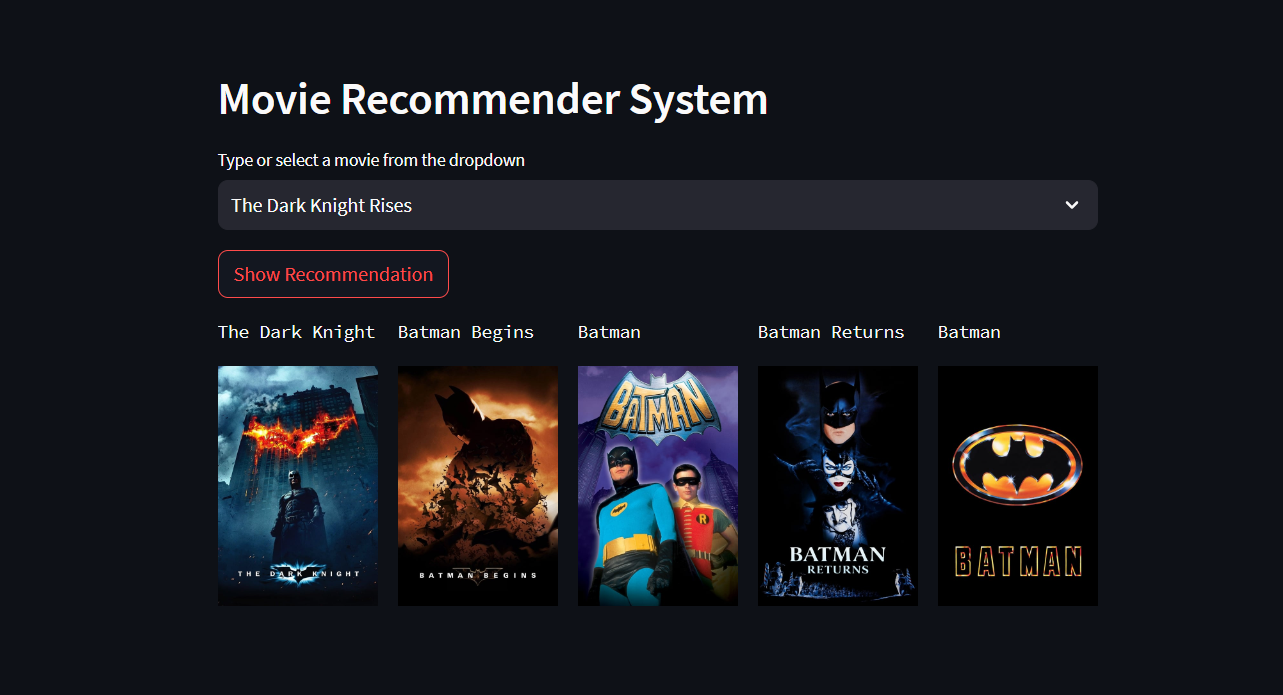 Movie Recommender System
Type or select a movie from the dropdown
The Dark Knight Rises
Show Recommendation
The Dark Knight
Batman Begins
Batman
Batman Returns
Batman
THE DARK KNIGHT
BATMAN BEGINS
BATMAN
R
BATMAN
RETURNS
BATMAN